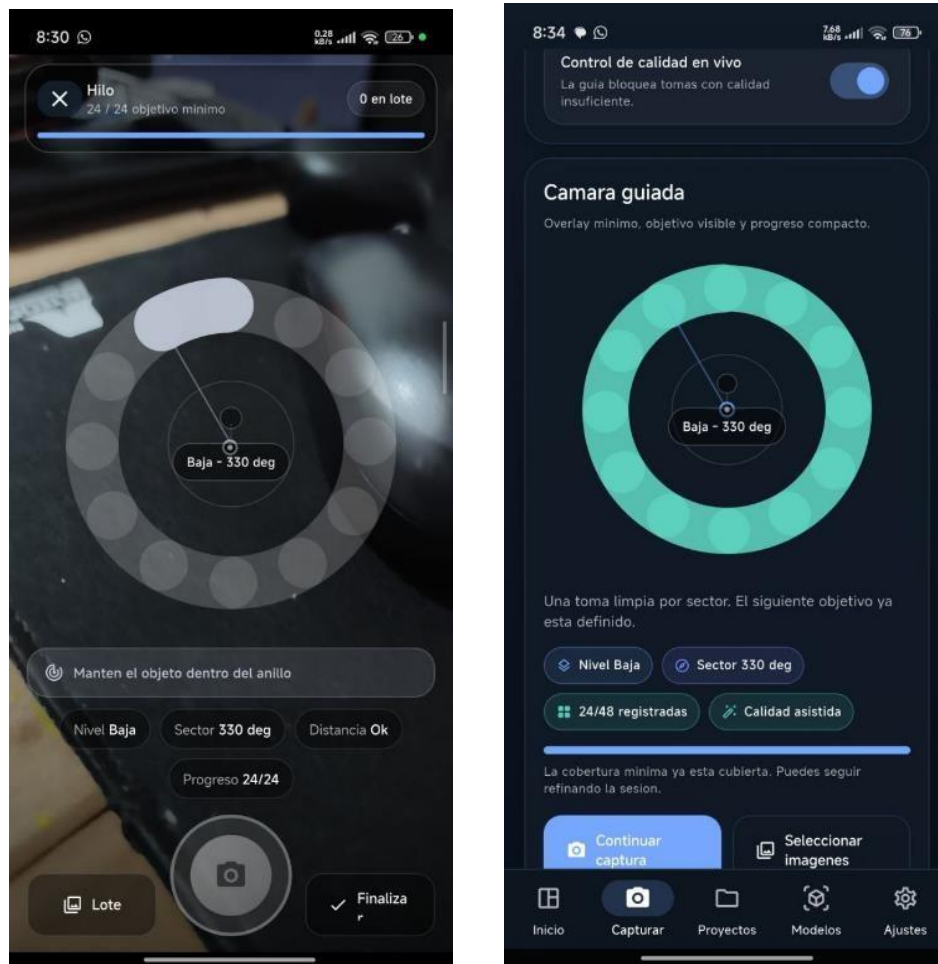 8:30
0.28
kB/s
26
Hilo
24 / 24 objetivo minimo
0 en lote
Baja - 330 deg
Manten el objeto dentro del anillo
Nivel Baja
Sector 330 deg
Distancia Ok
Progreso 24/24
Lote
Finaliza
r
8:34
7.68
kB/s
76
Control de calidad en vivo
La guia bloquea tomas con calidad
insuficiente.
Camara guiada
Overlay minimo, objetivo visible y progreso compacto.
Baja - 330 deg
Una toma limpia por sector. El siguiente objetivo ya
esta definido.
Nivel Baja
Sector 330 deg
24/48 registradas
Calidad asistida
La cobertura minima ya esta cubierta. Puedes seguir
refinando la sesion.
Continuar
captura
Seleccionar
imagenes
Inicio
Capturar
Proyectos
Modelos
Ajustes